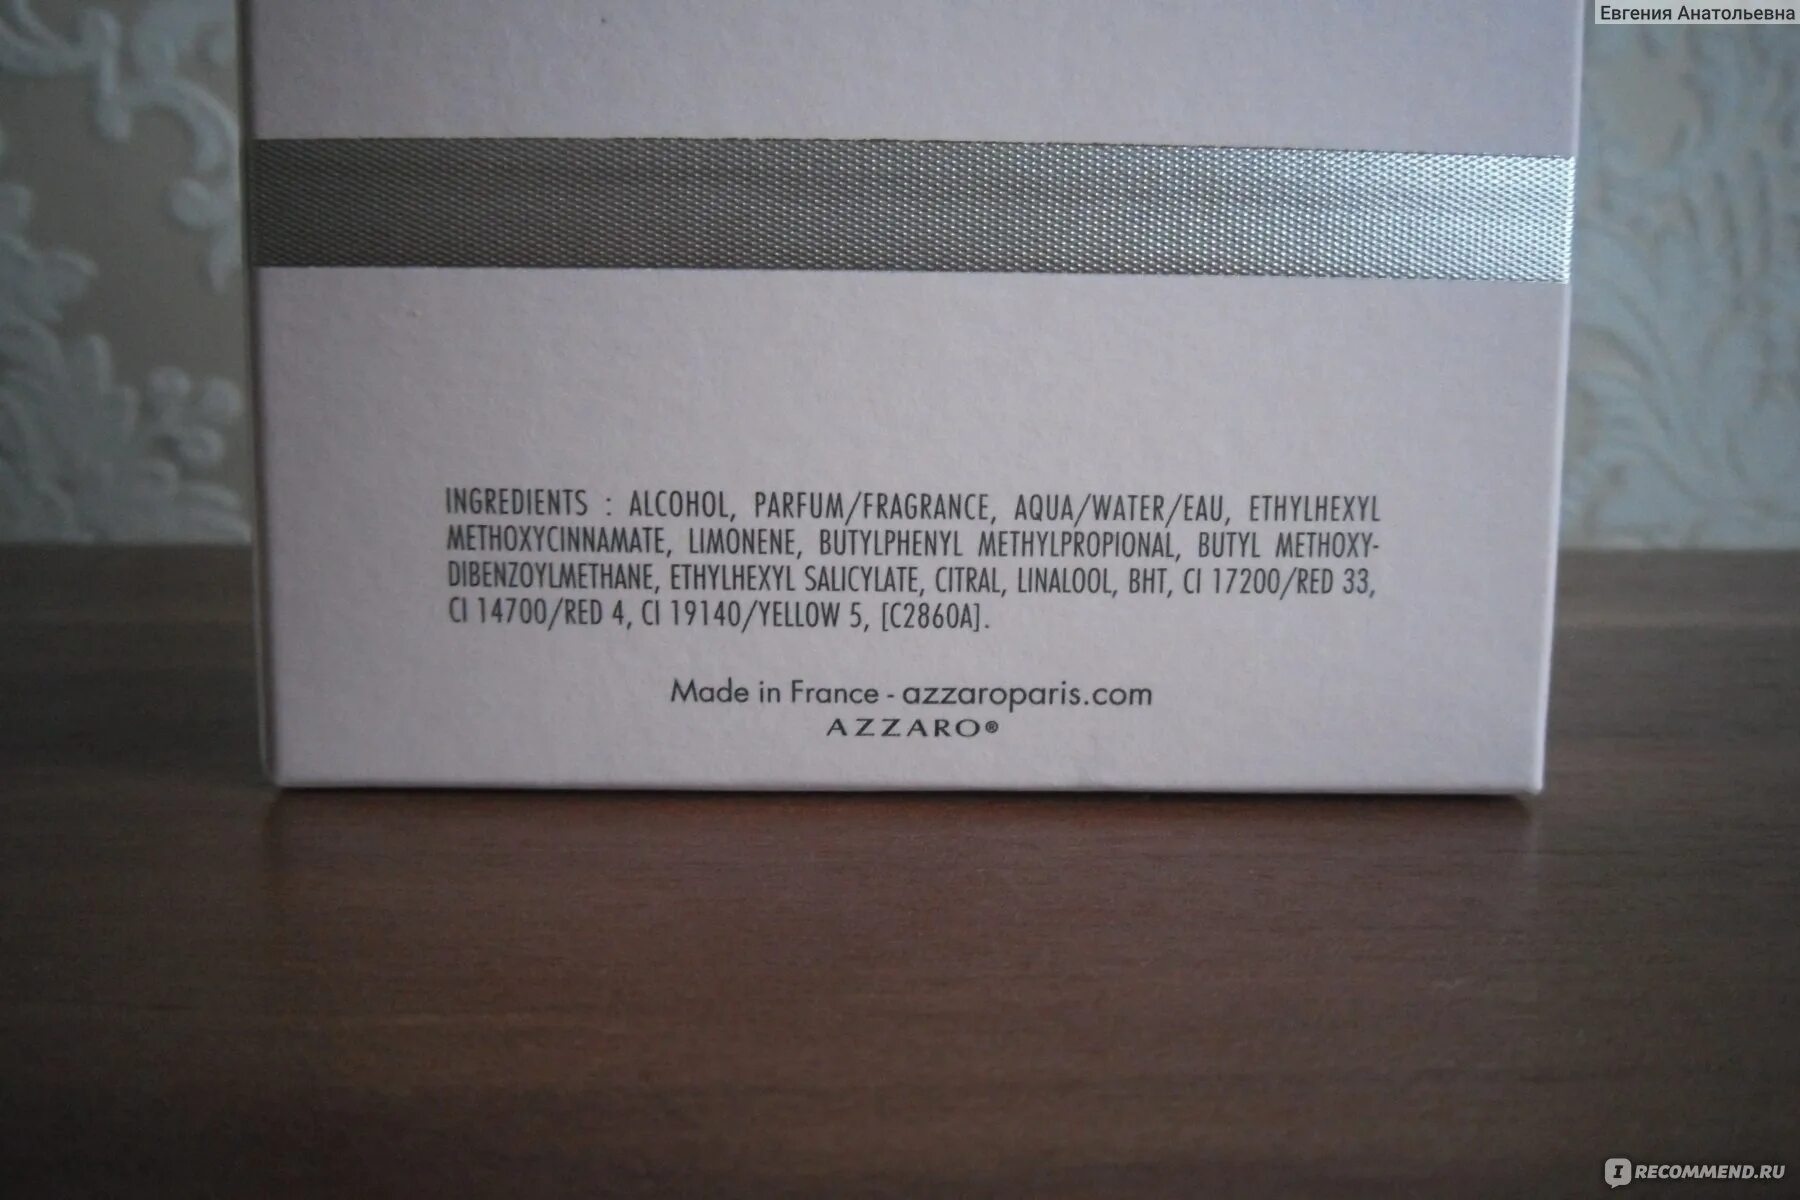 Евгения Анатольевна
INGREDIENTS : ALCOHOL, PARFUM/FRAGRANCE, AQUA/WATER/EAU, ETHYLHEXYL
METHOXYCINNAMATE, LIMONENE, BUTYLPHENYL METHYLPROPIONAL, BUTYL METHOXY-
DIBENZOYLMETHANE, ETHYLHEXYL SALICYLATE, CITRAL, LINALOOL, BHT, CI 17200/RED 33,
CI 14700/RED 4, CI 19140/YELLOW 5, [C2860A].
Made in France - azzaroparis.com
AZZARO®
I RECOMMEND.RU